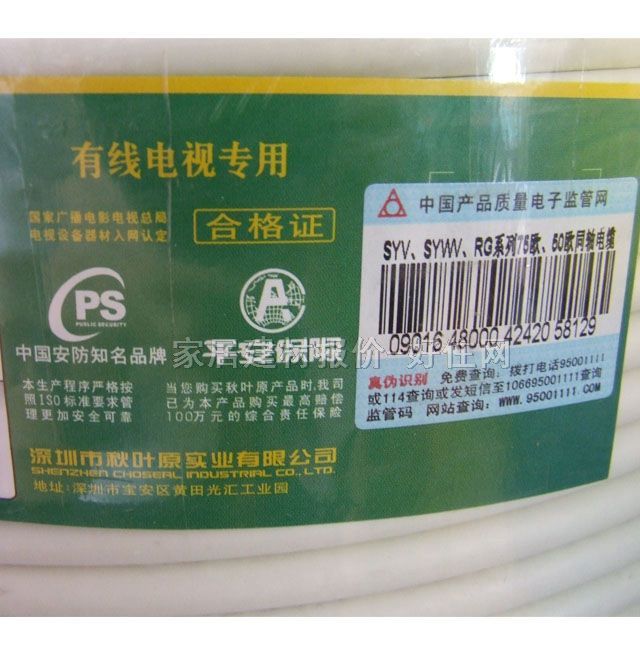 有线电视专用
国家广播电影电视总局
电视设备器材入网认定
合格证
PS
PUBLIC SECURITY
中国安防知名品牌
本生产程序严格按
照ISO标准要求管
理更加安全可靠
当您购买秋叶原产品时,我司
已为本产品购买最高赔偿
100万元的综合责任保险
深圳市秋叶原实业有限公司
SHENZHEN CHOSEAL INDUSTRIAL CO., LTD.
地址:深圳市宝安区黄田光汇工业园
中国产品质量电子监管网
SYV、SYWV、RG系列75欧、50欧同轴电缆
09016 48000 42420 58129
真伪识别 免费查询:拨打电话95001111
或114查询或发短信至106695001111查询
监管码 网站查询:www.95001111.COM
家居建材报价-好住网